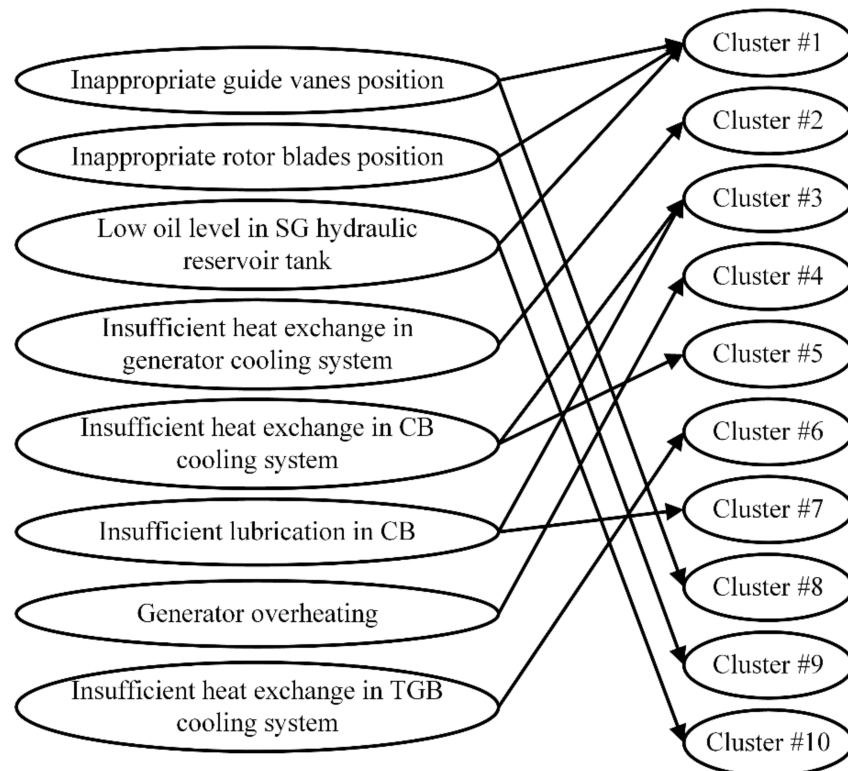 Inappropriate guide vanes position
Inappropriate rotor blades position
Low oil level in SG hydraulic
reservoir tank
Insufficient heat exchange in
generator cooling system
Insufficient heat exchange in CB
cooling system
Insufficient lubrication in CB
Generator overheating
Insufficient heat exchange in TGB
cooling system
Cluster #1
Cluster #2
Cluster #3
Cluster #4
Cluster #5
Cluster #6
Cluster #7
Cluster #8
Cluster #9
Cluster #10